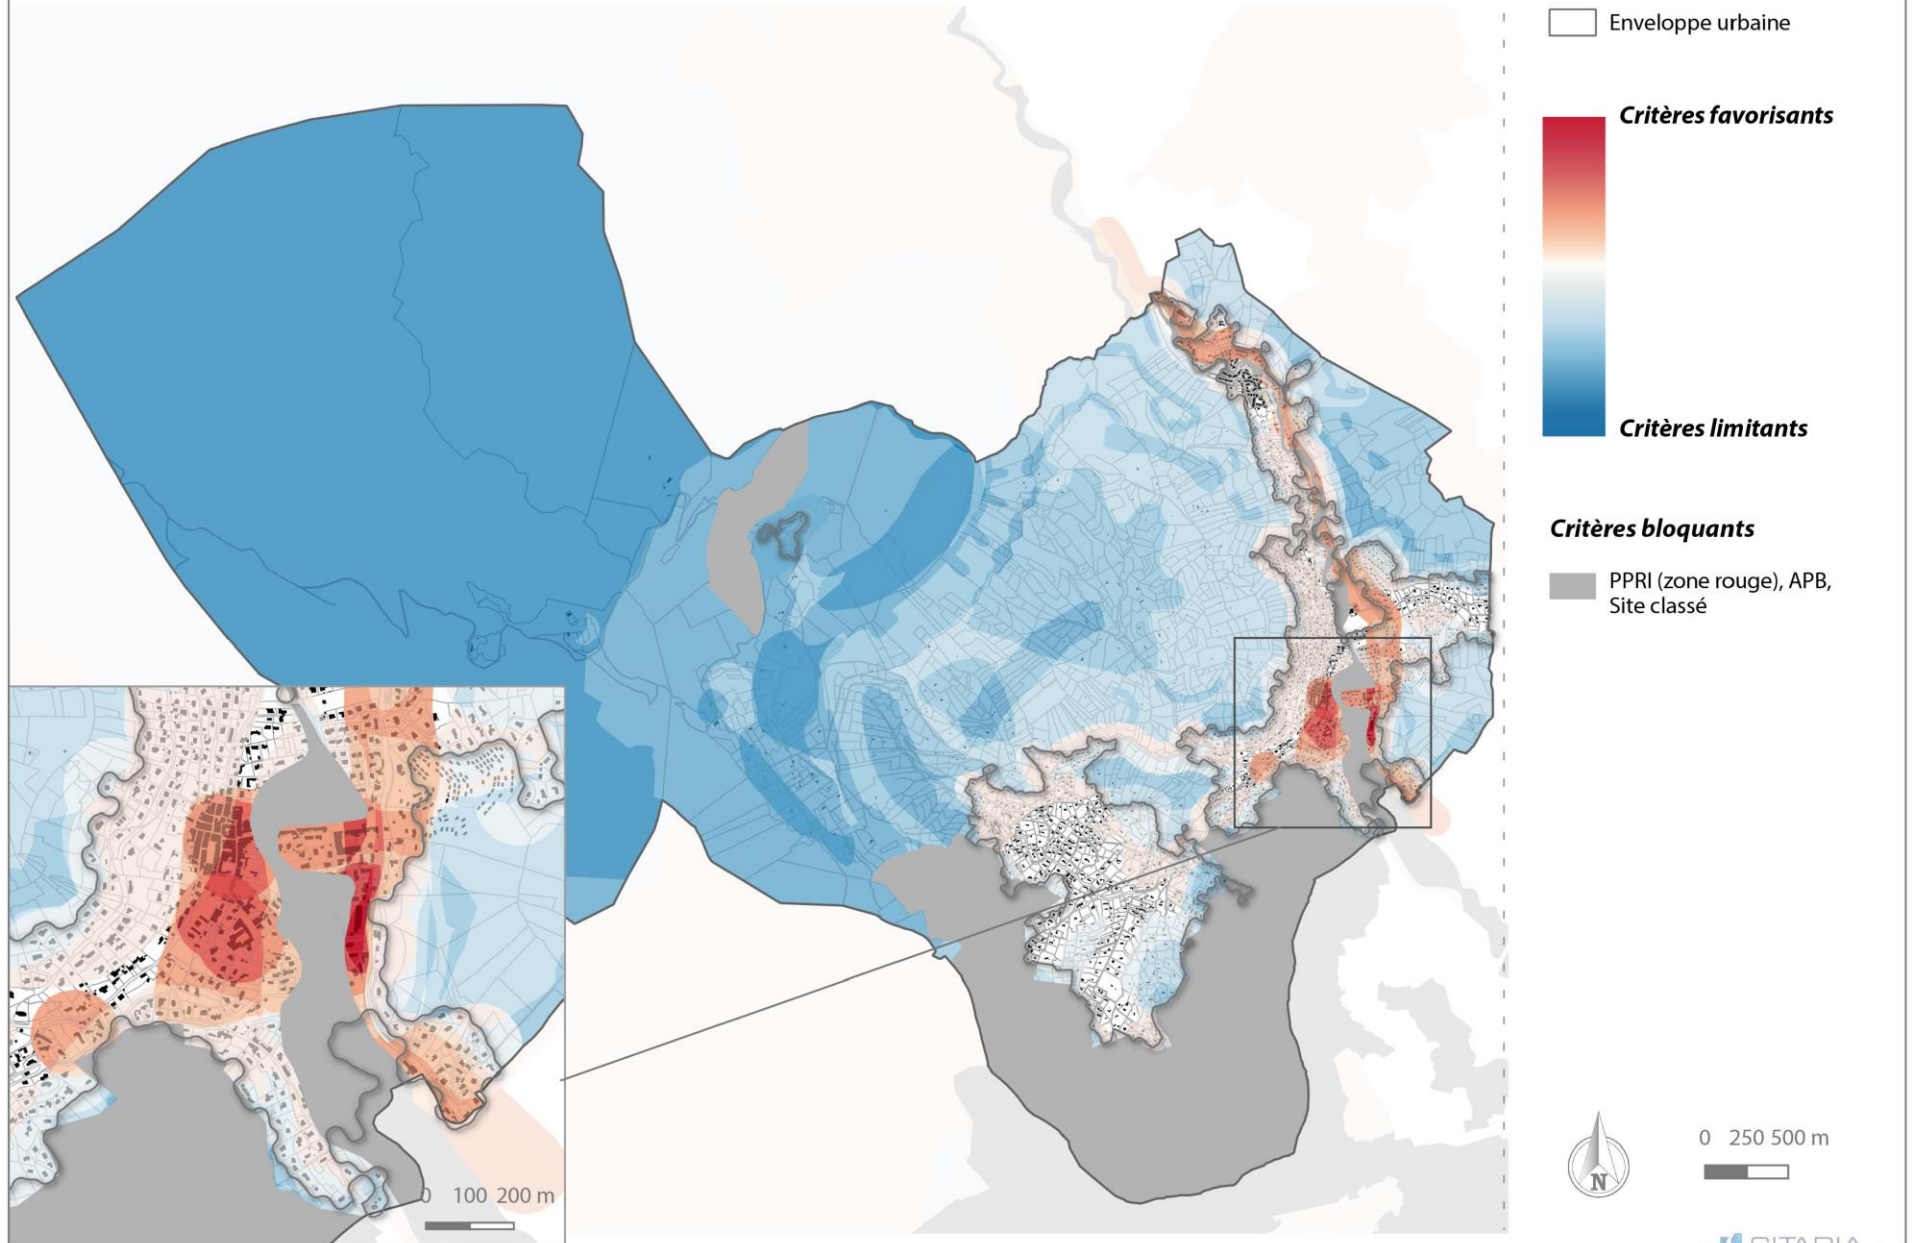 Enveloppe urbaine
Critères favorisants
Critères limitants
Critères bloquants
PPRI (zone rouge), APB,
Site classé
N
0 250 500 m
0 100 200 m